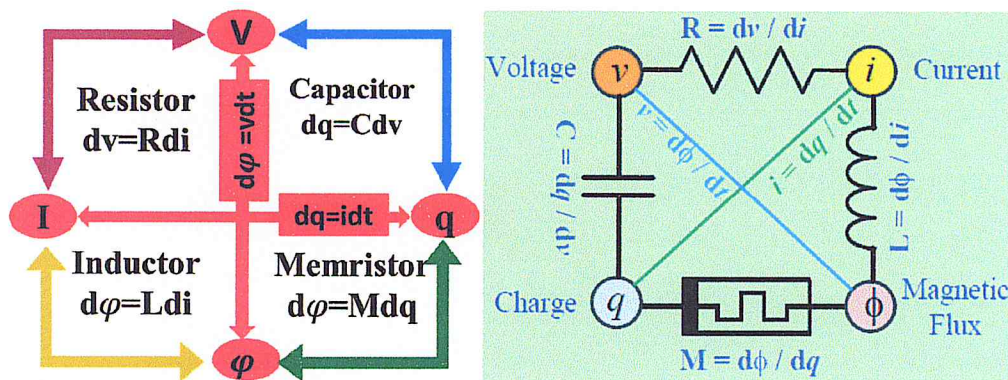 V
Resistor
dv=Rdi
Capacitor
dq=Cdv
dφ=vdt
I
dq=idt
q
Inductor
dφ=Ldi
Memristor
dφ=Mdq
φ
R = dv / di
Voltage
v
i
Current
C = dq / dv
v = dϕ / dt
i = dq / dt
L = dϕ / di
Charge
q
ϕ
Magnetic
Flux
M = dϕ / dq